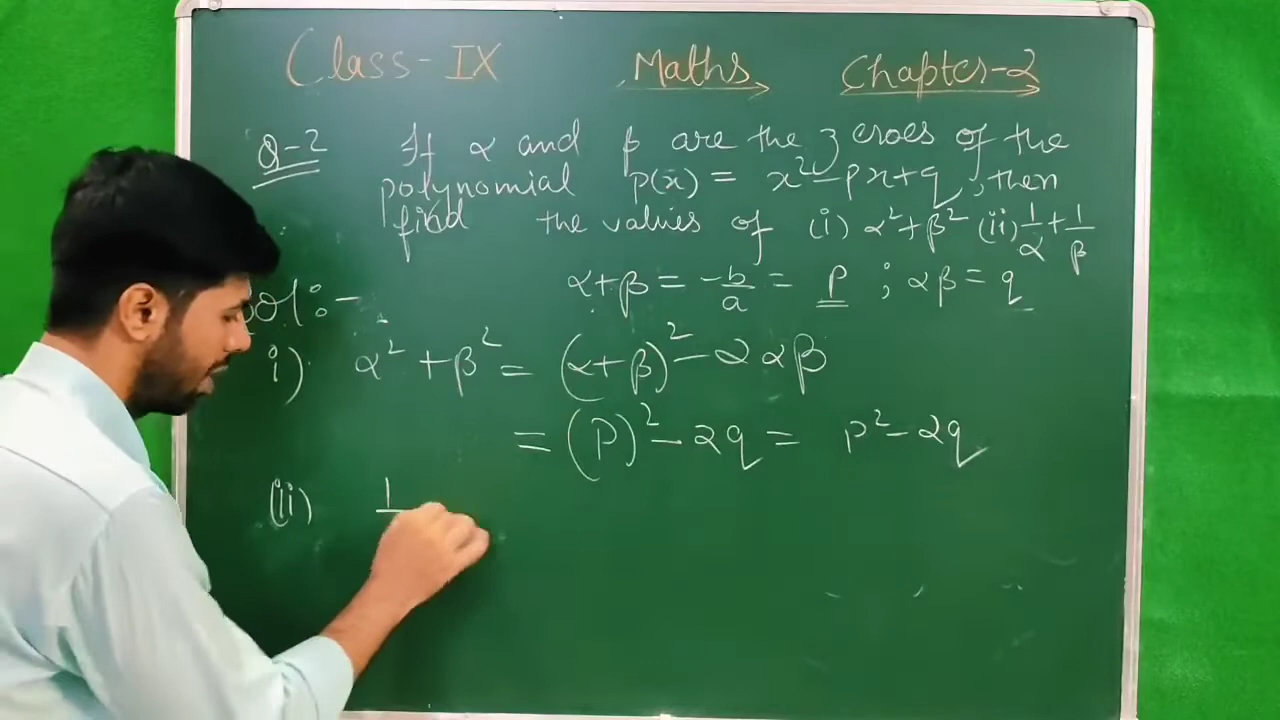 Class-IX Maths Chapter-2
Q-2 If α and β are the zeroes of the
polynomial p(x) = x²-px+q, then
find the values of (i) α²+β² (ii) 1/α + 1/β
Sol:- α+β = -b/a = P ; αβ = q
i) α² + β² = (α+β)² - 2αβ
= (P)² - 2q = p² - 2q
(ii) 1